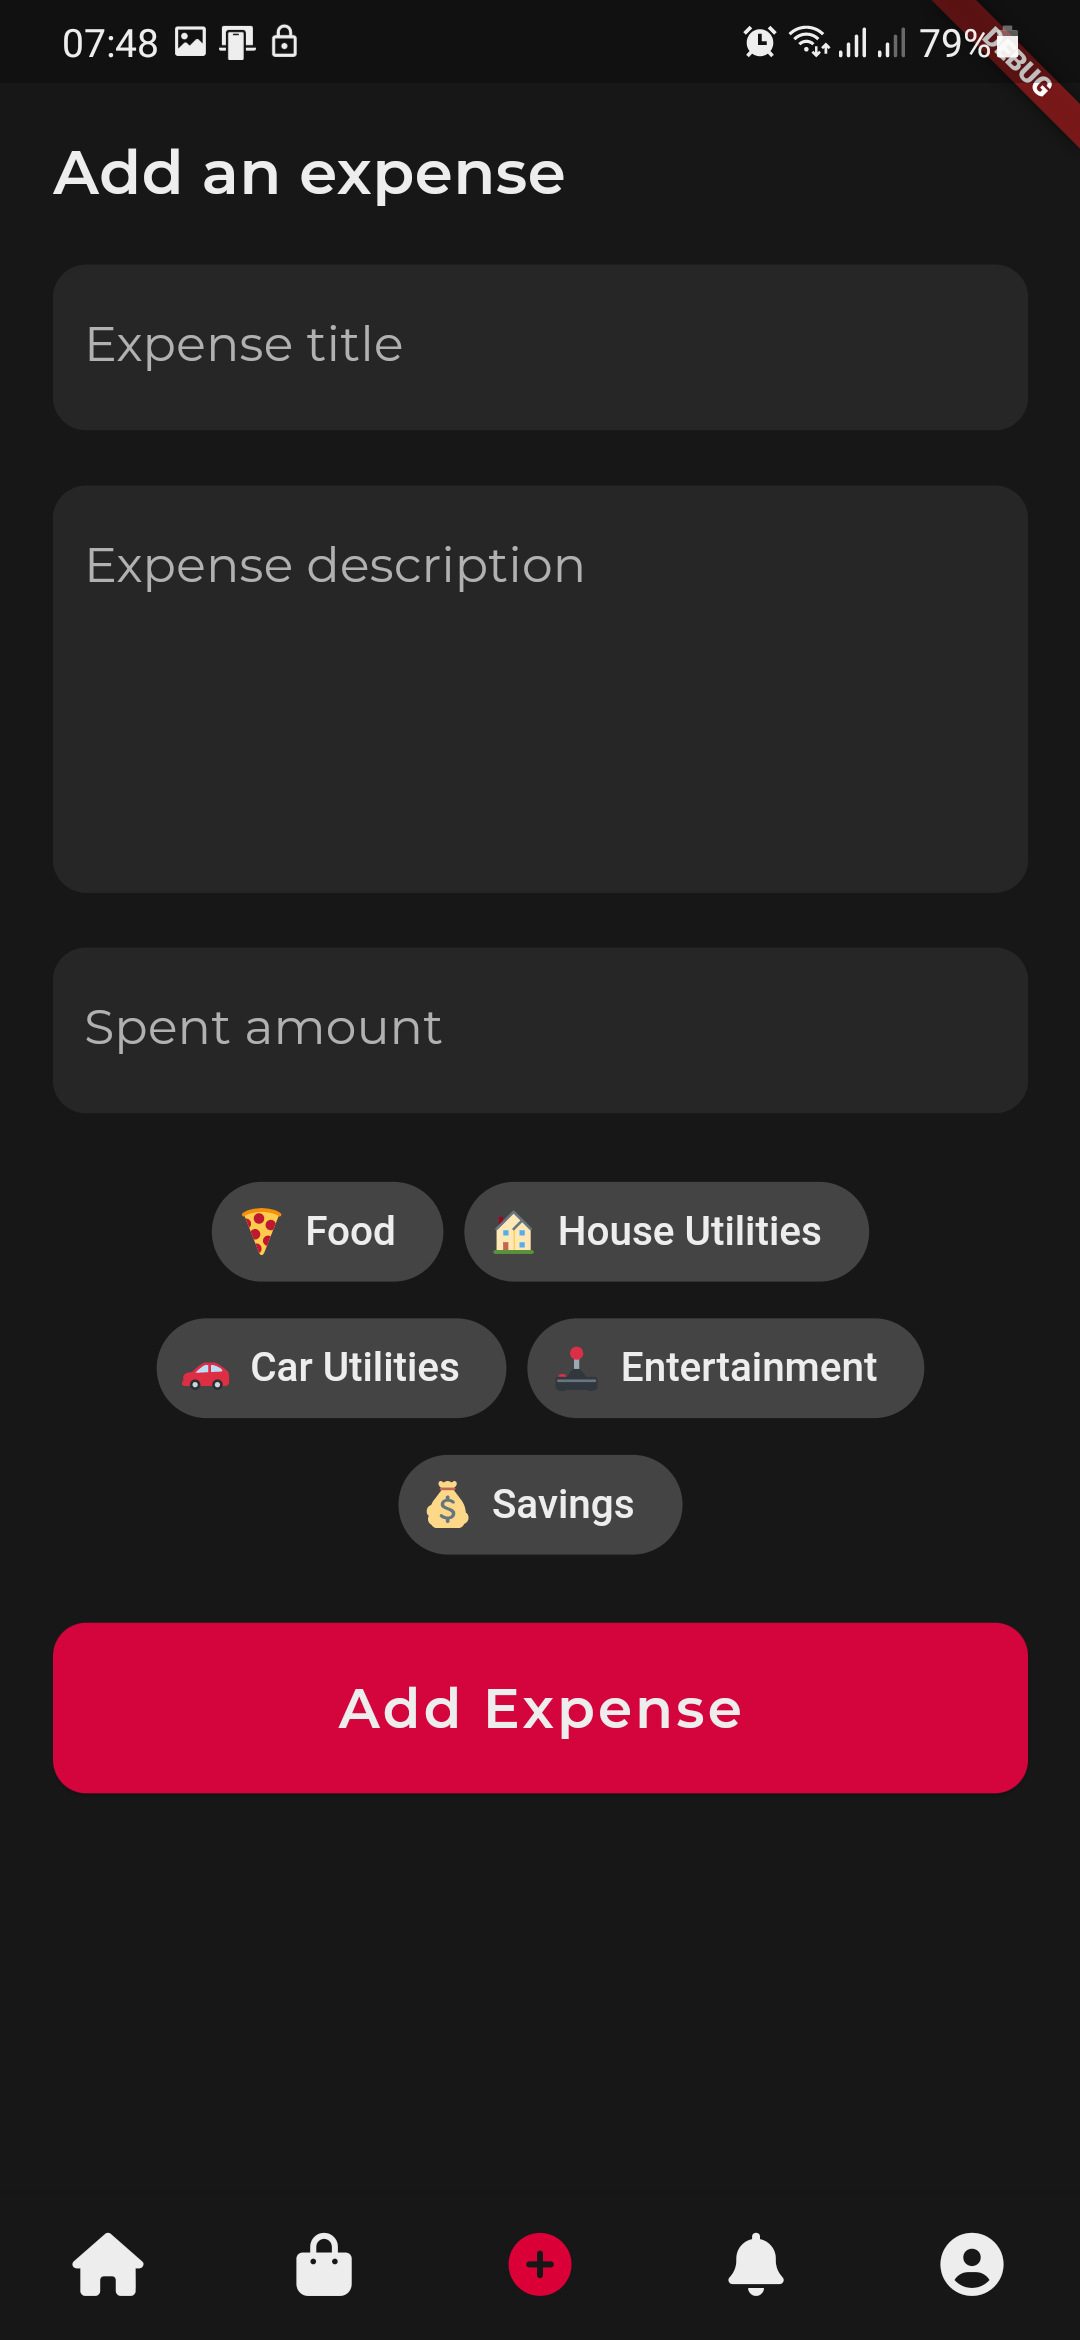 07:48 79%
DEBUG
Add an expense
Expense title
Expense description
Spent amount
Food House Utilities
Car Utilities Entertainment
Savings
Add Expense